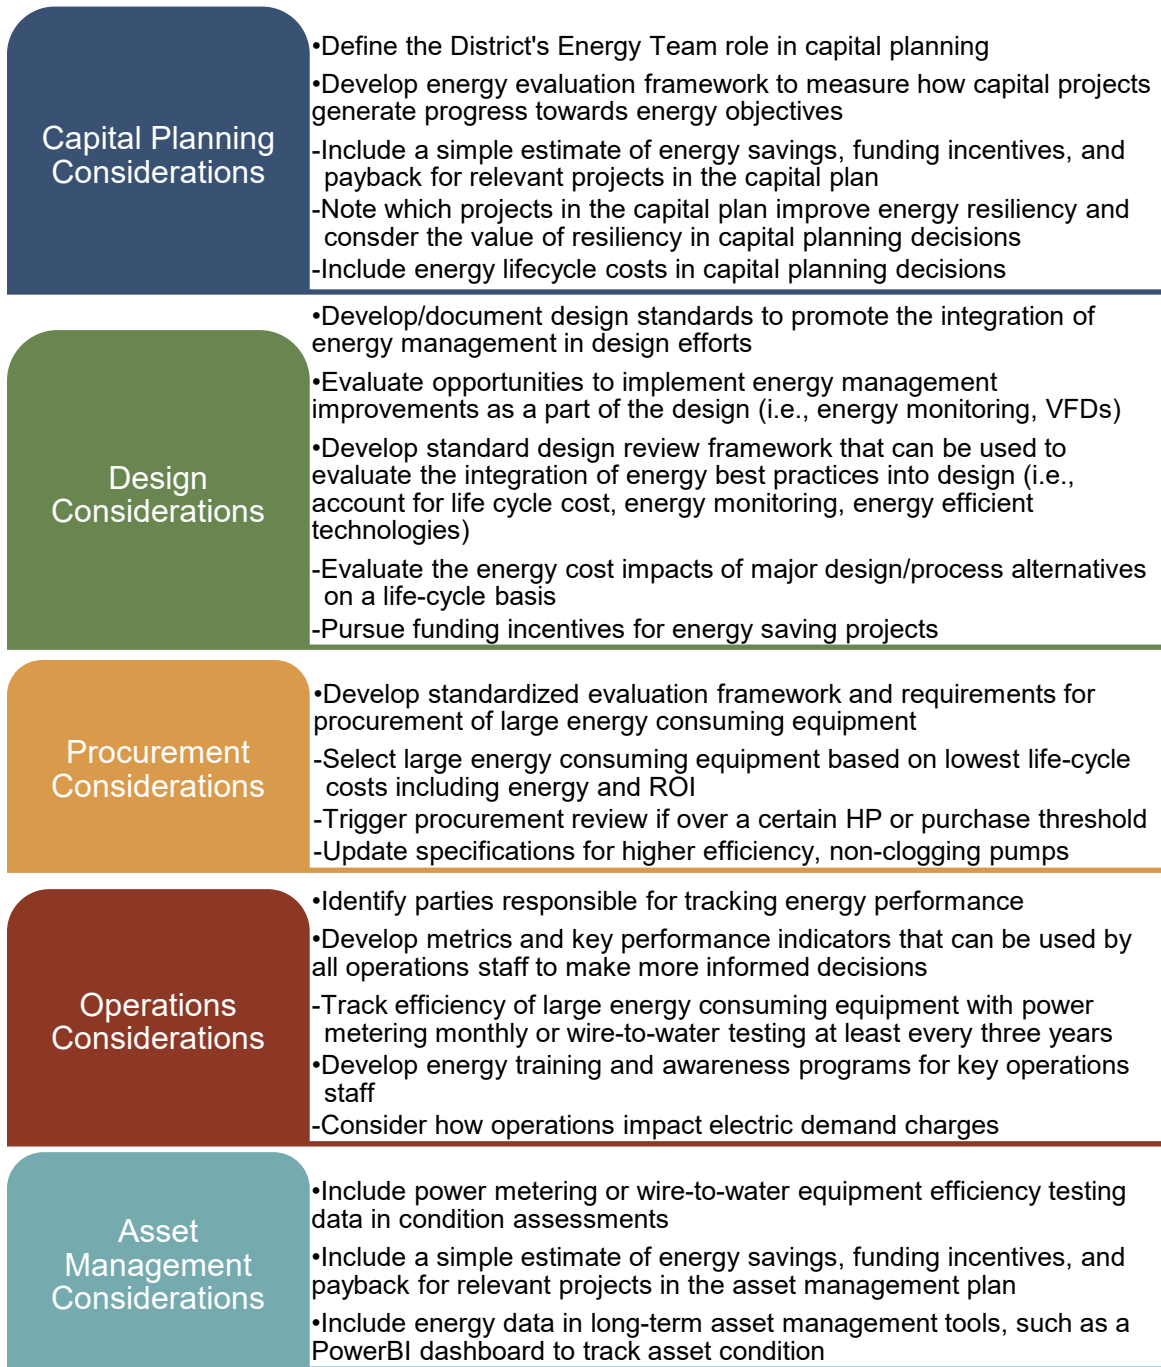 Capital Planning
Considerations
•Define the District's Energy Team role in capital planning
•Develop energy evaluation framework to measure how capital projects
generate progress towards energy objectives
-Include a simple estimate of energy savings, funding incentives, and
payback for relevant projects in the capital plan
-Note which projects in the capital plan improve energy resiliency and
consder the value of resiliency in capital planning decisions
-Include energy lifecycle costs in capital planning decisions
Design
Considerations
•Develop/document design standards to promote the integration of
energy management in design efforts
•Evaluate opportunities to implement energy management
improvements as a part of the design (i.e., energy monitoring, VFDs)
•Develop standard design review framework that can be used to
evaluate the integration of energy best practices into design (i.e.,
account for life cycle cost, energy monitoring, energy efficient
technologies)
-Evaluate the energy cost impacts of major design/process alternatives
on a life-cycle basis
-Pursue funding incentives for energy saving projects
Procurement
Considerations
•Develop standardized evaluation framework and requirements for
procurement of large energy consuming equipment
-Select large energy consuming equipment based on lowest life-cycle
costs including energy and ROI
-Trigger procurement review if over a certain HP or purchase threshold
-Update specifications for higher efficiency, non-clogging pumps
Operations
Considerations
•Identify parties responsible for tracking energy performance
•Develop metrics and key performance indicators that can be used by
all operations staff to make more informed decisions
-Track efficiency of large energy consuming equipment with power
metering monthly or wire-to-water testing at least every three years
•Develop energy training and awareness programs for key operations
staff
-Consider how operations impact electric demand charges
Asset
Management
Considerations
•Include power metering or wire-to-water equipment efficiency testing
data in condition assessments
•Include a simple estimate of energy savings, funding incentives, and
payback for relevant projects in the asset management plan
•Include energy data in long-term asset management tools, such as a
PowerBI dashboard to track asset condition